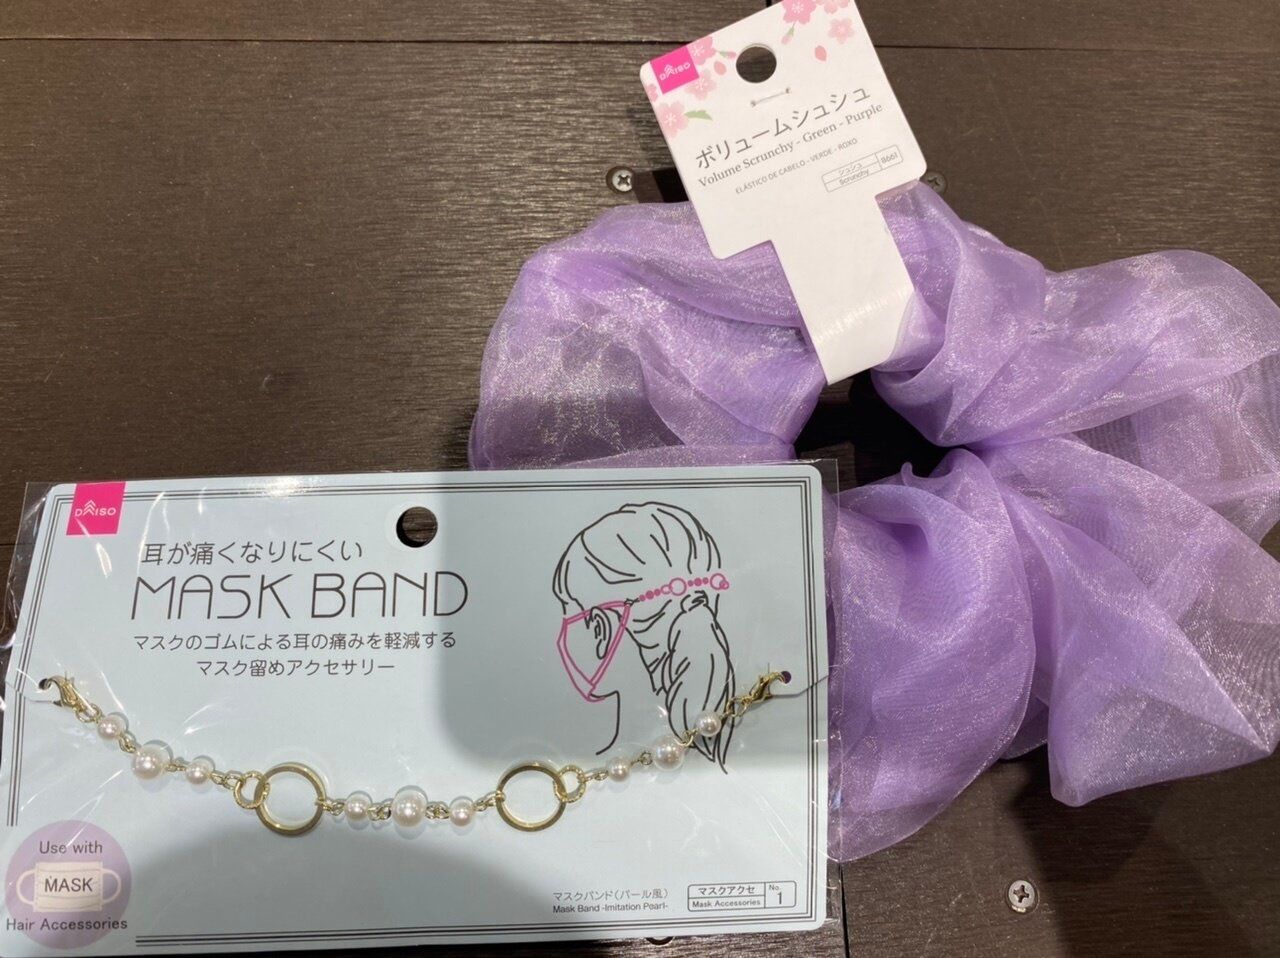 DAISO
ボリュームシュシュ
Volume Scrunchy - Green - Purple
ELÁSTICO DE CABELO - VERDE - ROXO
シュシュ
Scrunchy
8661
DAISO
耳が痛くなりにくい
MASK BAND
マスクのゴムによる耳の痛みを軽減する
マスク留めアクセサリー
Use with
MASK
Hair Accessories
マスクバンド（パール風）
Mask Band -Imitation Pearl-
マスクアクセ
Mask Accessories
No.
1